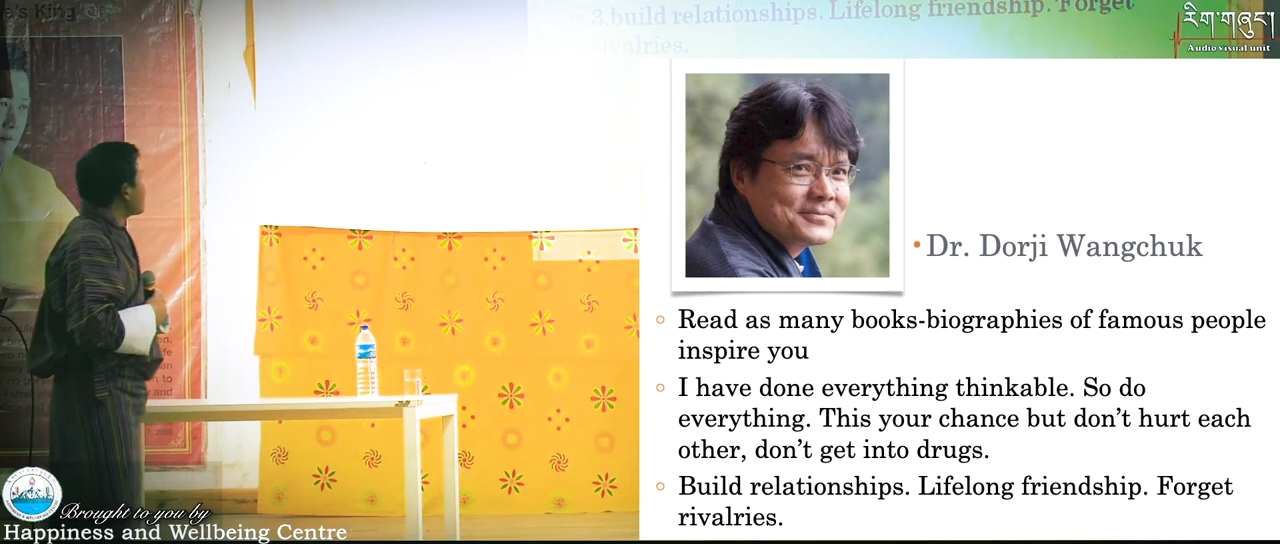 a's King
3 build relationships. Lifelong friendship. Forget
rivalries.
རིག་གཞུང་།
Audio visual unit
• Dr. Dorji Wangchuk
Read as many books-biographies of famous people
inspire you
I have done everything thinkable. So do
everything. This your chance but don’t hurt each
other, don’t get into drugs.
Build relationships. Lifelong friendship. Forget
rivalries.
Brought to you by
Happiness and Wellbeing Centre